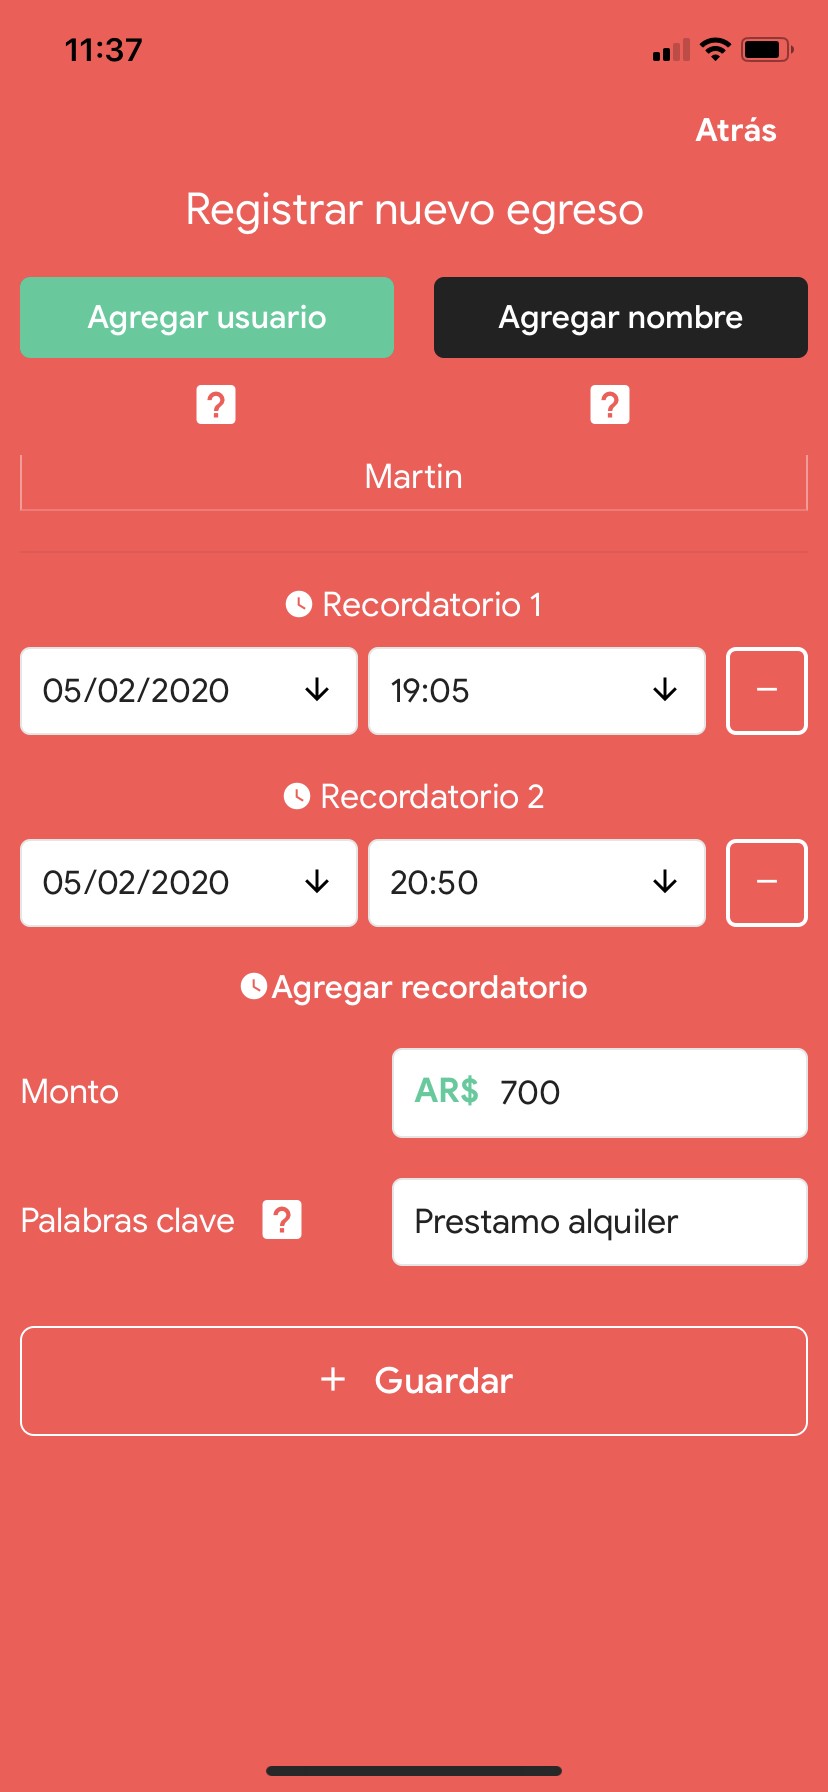 11:37
Atrás
Registrar nuevo egreso
Agregar usuario
Agregar nombre
?
?
Martin
Recordatorio 1
05/02/2020
19:05
Recordatorio 2
05/02/2020
20:50
Agregar recordatorio
Monto
AR$ 700
Palabras clave ?
Prestamo alquiler
+ Guardar